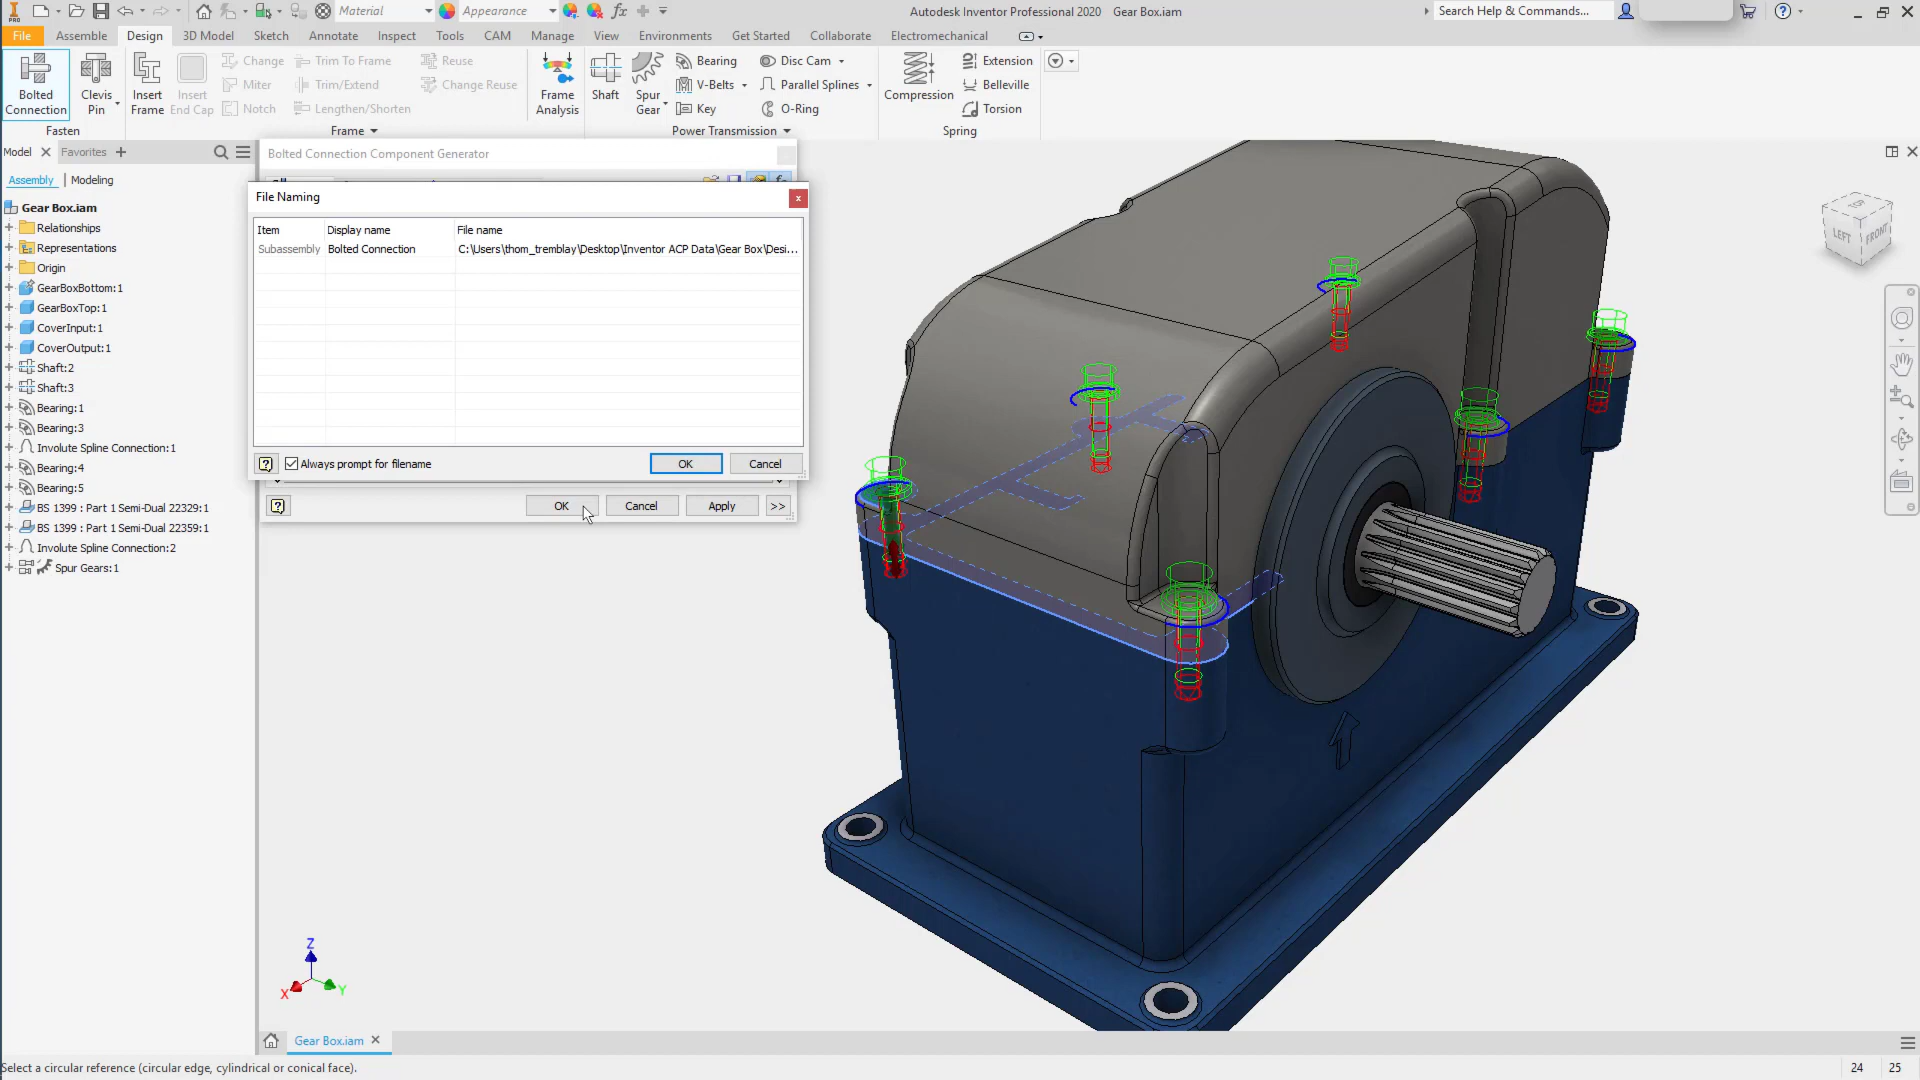 Material
Appearance
fx
Autodesk Inventor Professional 2020
Gear Box.iam
Search Help & Commands...
PRO
File
Assemble
Design
3D Model
Sketch
Annotate
Inspect
Tools
CAM
Manage
View
Environments
Get Started
Collaborate
Electromechanical
Bolted Connection
Clevis Pin
Insert Frame
Insert End Cap
Change
Miter
Notch
Trim To Frame
Trim/Extend
Lengthen/Shorten
Reuse
Change Reuse
Frame Analysis
Shaft
Spur Gear
Bearing
V-Belts
Key
Disc Cam
Parallel Splines
O-Ring
Compression
Extension
Belleville
Torsion
Fasten
Frame
Power Transmission
Spring
Model
Favorites
Assembly
Modeling
Gear Box.iam
Relationships
Representations
Origin
GearBoxBottom:1
GearBoxTop:1
CoverInput:1
CoverOutput:1
Shaft:2
Shaft:3
Bearing:1
Bearing:3
Involute Spline Connection:1
Bearing:4
Bearing:5
BS 1399 : Part 1 Semi-Dual 22329:1
BS 1399 : Part 1 Semi-Dual 22359:1
Involute Spline Connection:2
Spur Gears:1
Bolted Connection Component Generator
File Naming
x
Item
Display name
File name
Subassembly
Bolted Connection
C:\Users\thom_tremblay\Desktop\Inventor ACP Data\Gear Box\Desi...
Always prompt for filename
OK
Cancel
OK
Cancel
Apply
>>
LEFT
FRONT
Z
X
Y
Gear Box.iam
Select a circular reference (circular edge, cylindrical or conical face).
24
25